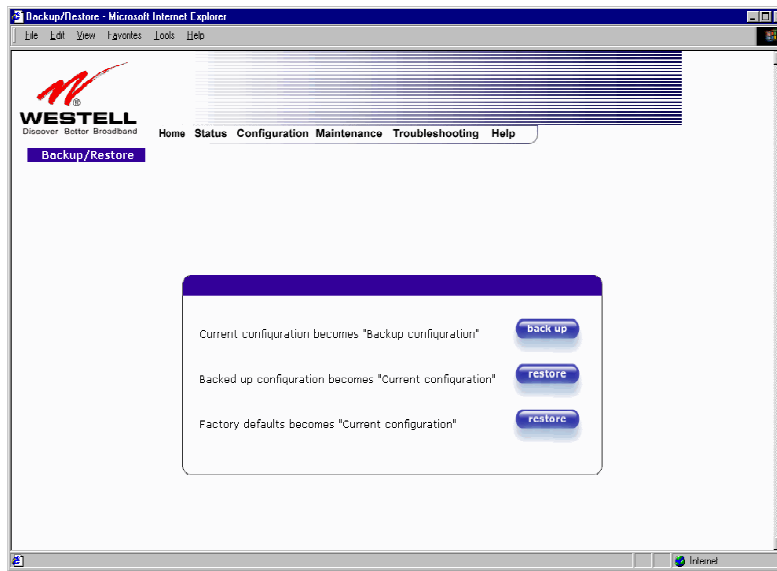 Backup/Restore - Microsoft Internet Explorer
File Edit View Favorites Tools Help
®
WESTELL
Discover Better Broadband
Home Status Configuration Maintenance Troubleshooting Help
Backup/Restore
Current configuration becomes "Backup configuration"
back up
Backed up configuration becomes "Current configuration"
restore
Factory defaults becomes "Current configuration"
restore
Internet